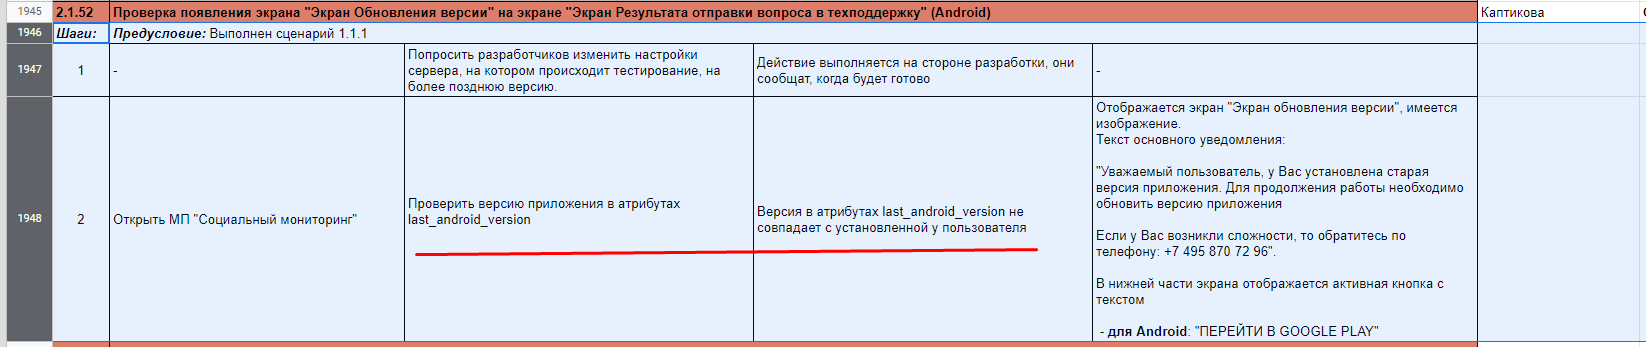 1945
2.1.52
Проверка появления экрана "Экран Обновления версии" на экране "Экран Результата отправки вопроса в техподдержку" (Android)
Каптикова
1946
Шаги:
Предусловие: Выполнен сценарий 1.1.1
1947
1
-
Попросить разработчиков изменить настройки
сервера, на котором происходит тестирование, на
более позднюю версию.
Действие выполняется на стороне разработки, они
сообщат, когда будет готово
-
1948
2
Открыть МП "Социальный мониторинг"
Проверить версию приложения в атрибутах
last_android_version
Версия в атрибутах last_android_version не
совпадает с установленной у пользователя
Отображается экран "Экран обновления версии", имеется
изображение.
Текст основного уведомления:
"Уважаемый пользователь, у Вас установлена старая
версия приложения. Для продолжения работы необходимо
обновить версию приложения
Если у Вас возникли сложности, то обратитесь по
телефону: +7 495 870 72 96".
В нижней части экрана отображается активная кнопка с
текстом
- для Android: "ПЕРЕЙТИ В GOOGLE PLAY"